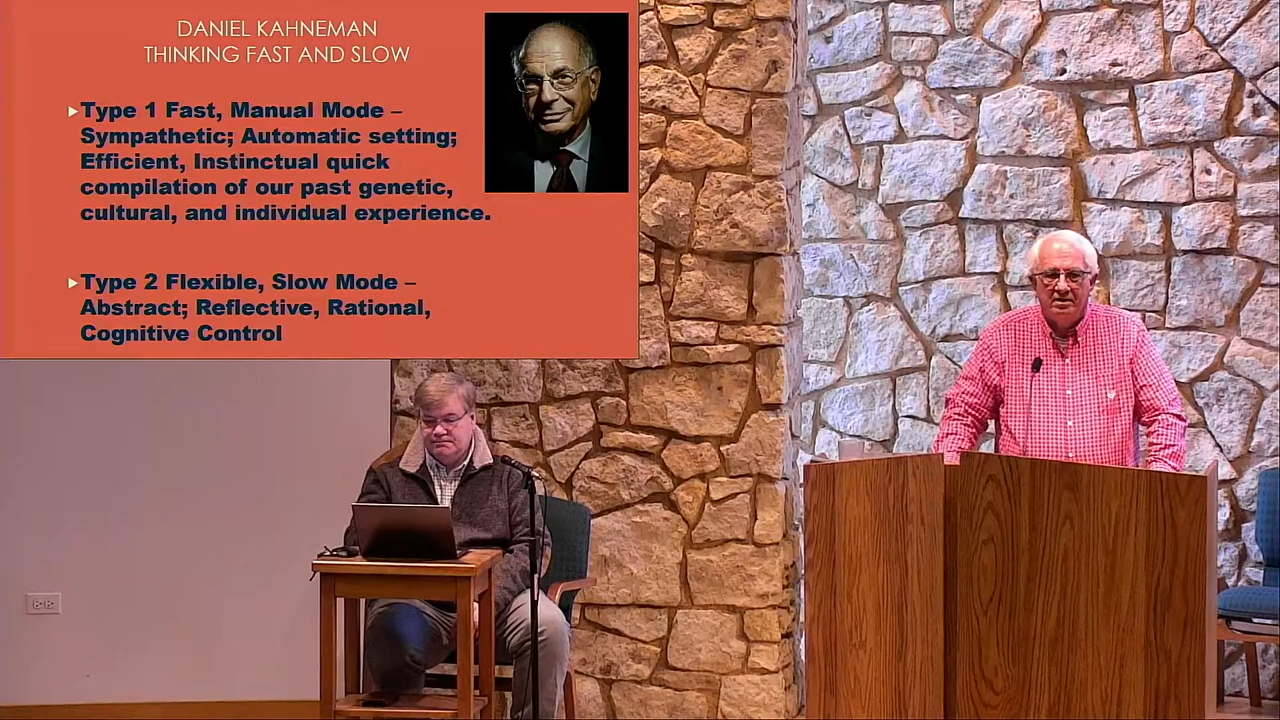 DANIEL KAHNEMAN
THINKING FAST AND SLOW
Type 1 Fast, Manual Mode –
Sympathetic; Automatic setting;
Efficient, Instinctual quick
compilation of our past genetic,
cultural, and individual experience.
Type 2 Flexible, Slow Mode –
Abstract; Reflective, Rational,
Cognitive Control